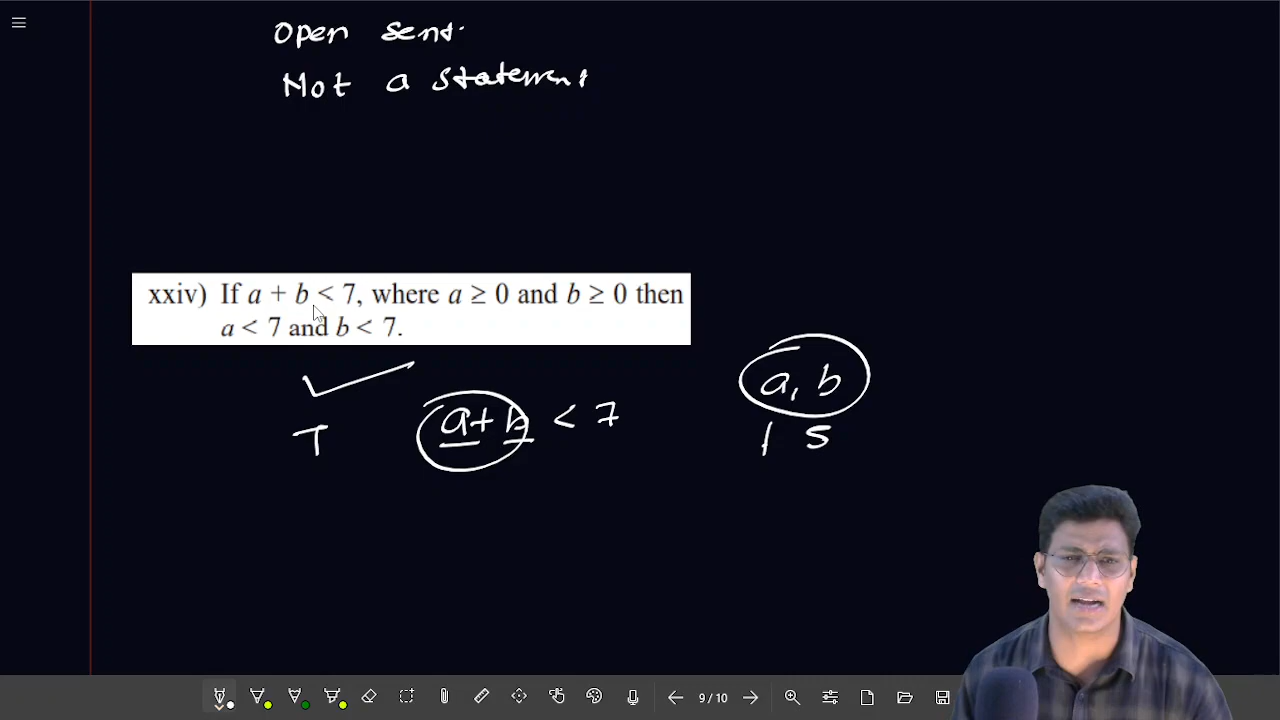 Open sent.
Not a statement
xxiv) If a + b < 7, where a ≥ 0 and b ≥ 0 then
a < 7 and b < 7.
a, b
T a+b < 7 1 5
9/10